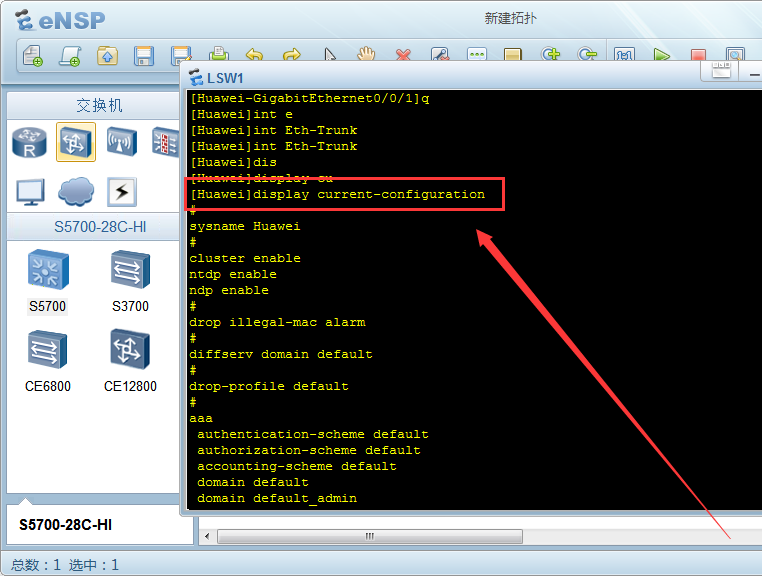 eNSP
新建拓扑
LSW1
交换机
R
S5700-28C-HI
S5700
S3700
CE6800
CE12800
S5700-28C-HI
[Huawei-GigabitEthernet0/0/1]q
[Huawei]int e
[Huawei]int Eth-Trunk
[Huawei]int Eth-Trunk
[Huawei]dis
[Huawei]display cu
[Huawei]display current-configuration
#
sysname Huawei
#
cluster enable
ntdp enable
ndp enable
#
drop illegal-mac alarm
#
diffserv domain default
#
drop-profile default
#
aaa
authentication-scheme default
authorization-scheme default
accounting-scheme default
domain default
domain default_admin
总数：1 选中：1